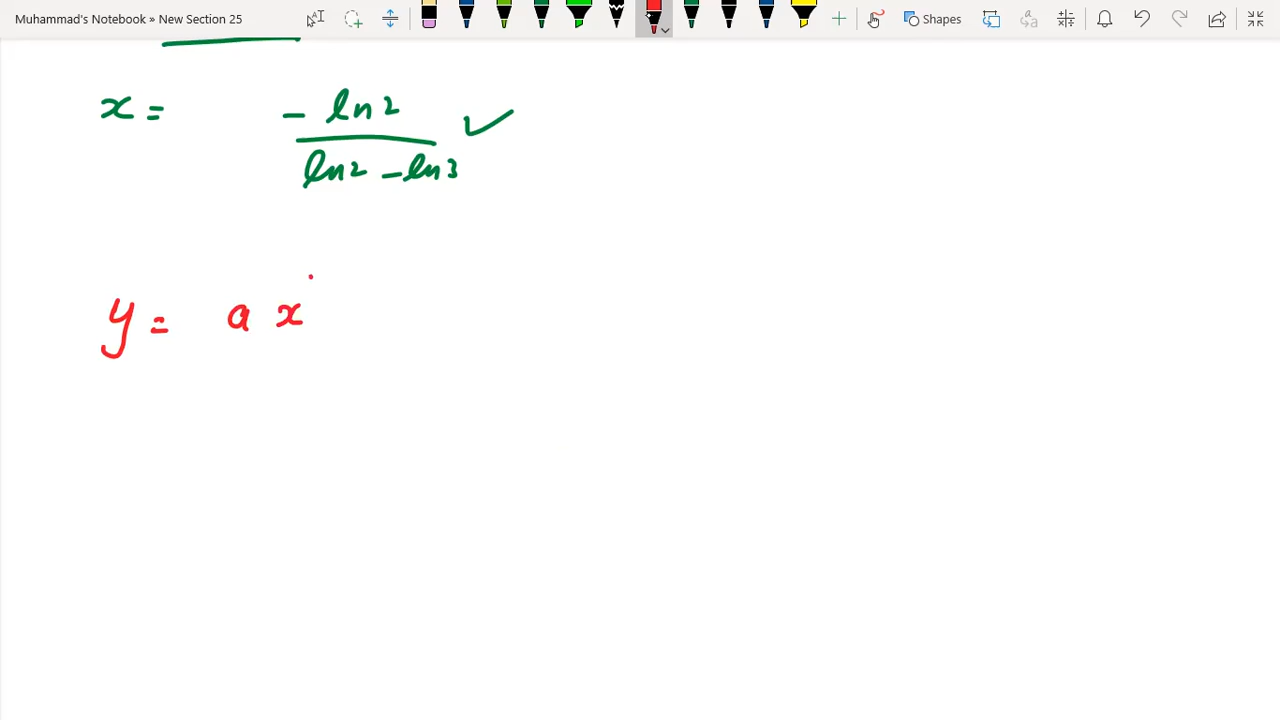 Muhammad's Notebook » New Section 25 Shapes
x = - ln2
ln2 - ln3
y = a x